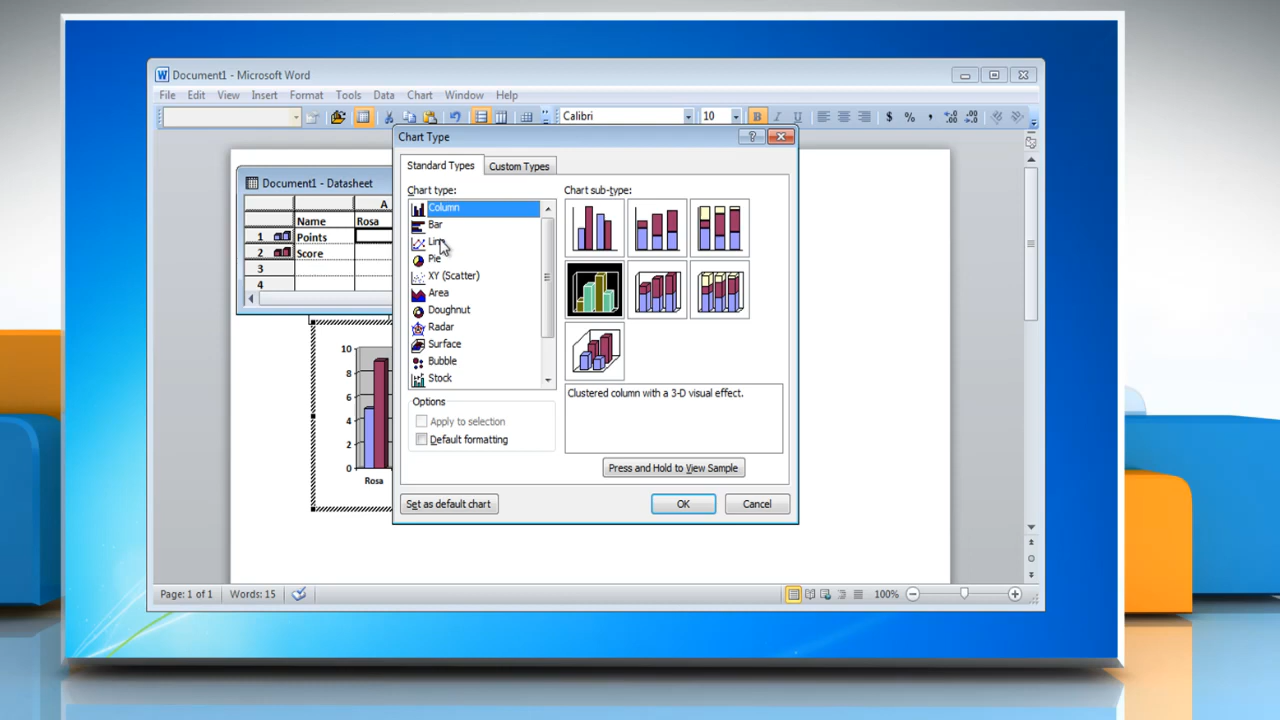 Document1 - Microsoft Word
File Edit View Insert Format Tools Data Chart Window Help
Calibri 10 B I U $ % ,
Chart Type
Standard Types Custom Types
Document1 - Datasheet
Chart type: Chart sub-type:
A
Column
Name Rosa
Bar
1 Points
Line
2 Score
Pie
3
XY (Scatter)
4
Area
Doughnut
Radar
Surface
Bubble
Stock
10
8
6
4
2
0
Rosa
Clustered column with a 3-D visual effect.
Options
Apply to selection
Default formatting
Press and Hold to View Sample
Set as default chart OK Cancel
Page: 1 of 1 Words: 15 100%